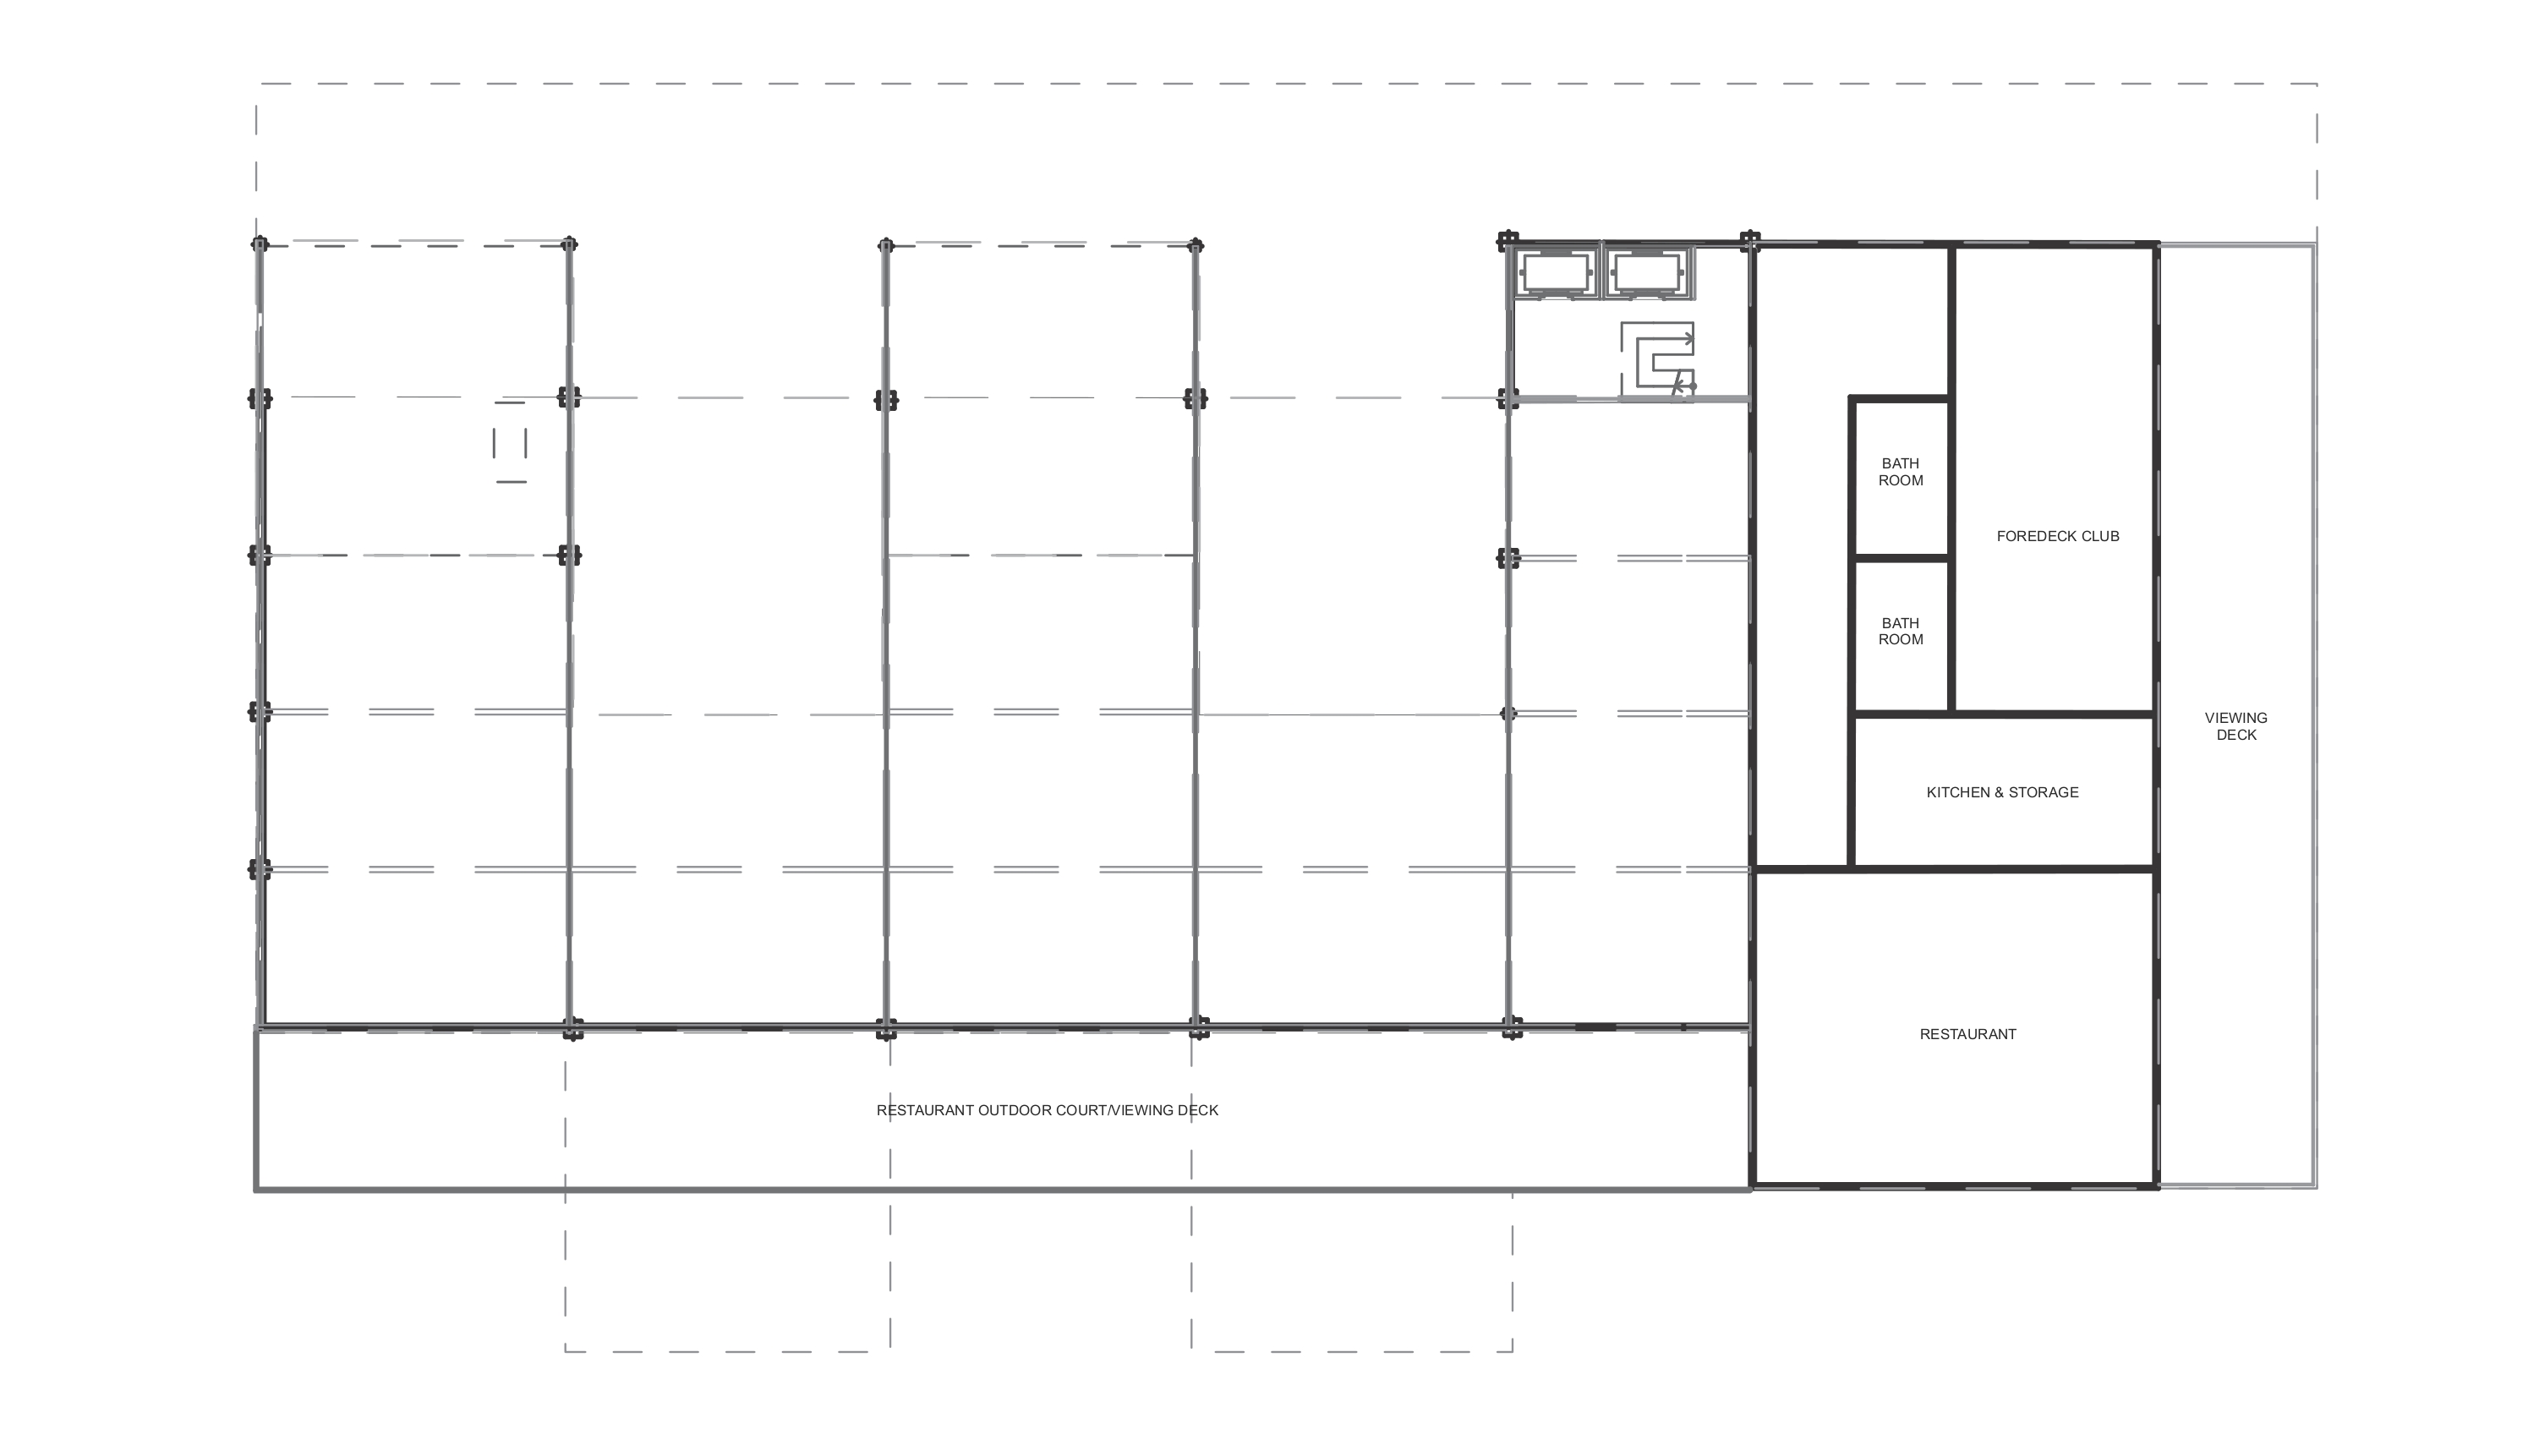 BATH
ROOM
FOREDECK CLUB
BATH
ROOM
VIEWING
DECK
KITCHEN & STORAGE
RESTAURANT
RESTAURANT OUTDOOR COURT/VIEWING DECK